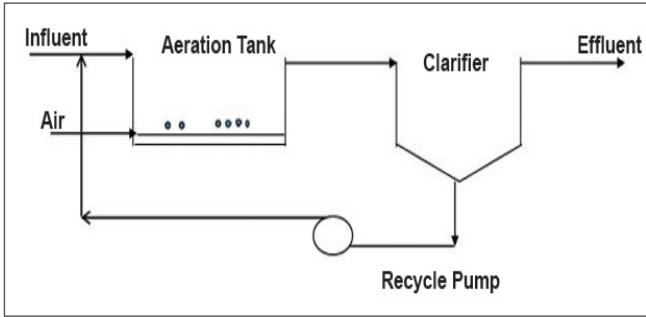 Influent
Aeration Tank
Clarifier
Effluent
Air
Recycle Pump